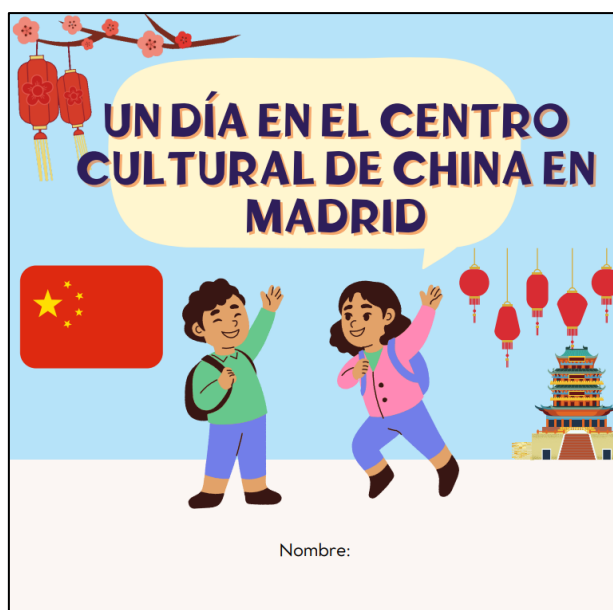 UN DÍA EN EL CENTRO
CULTURAL DE CHINA EN
MADRID
Nombre: